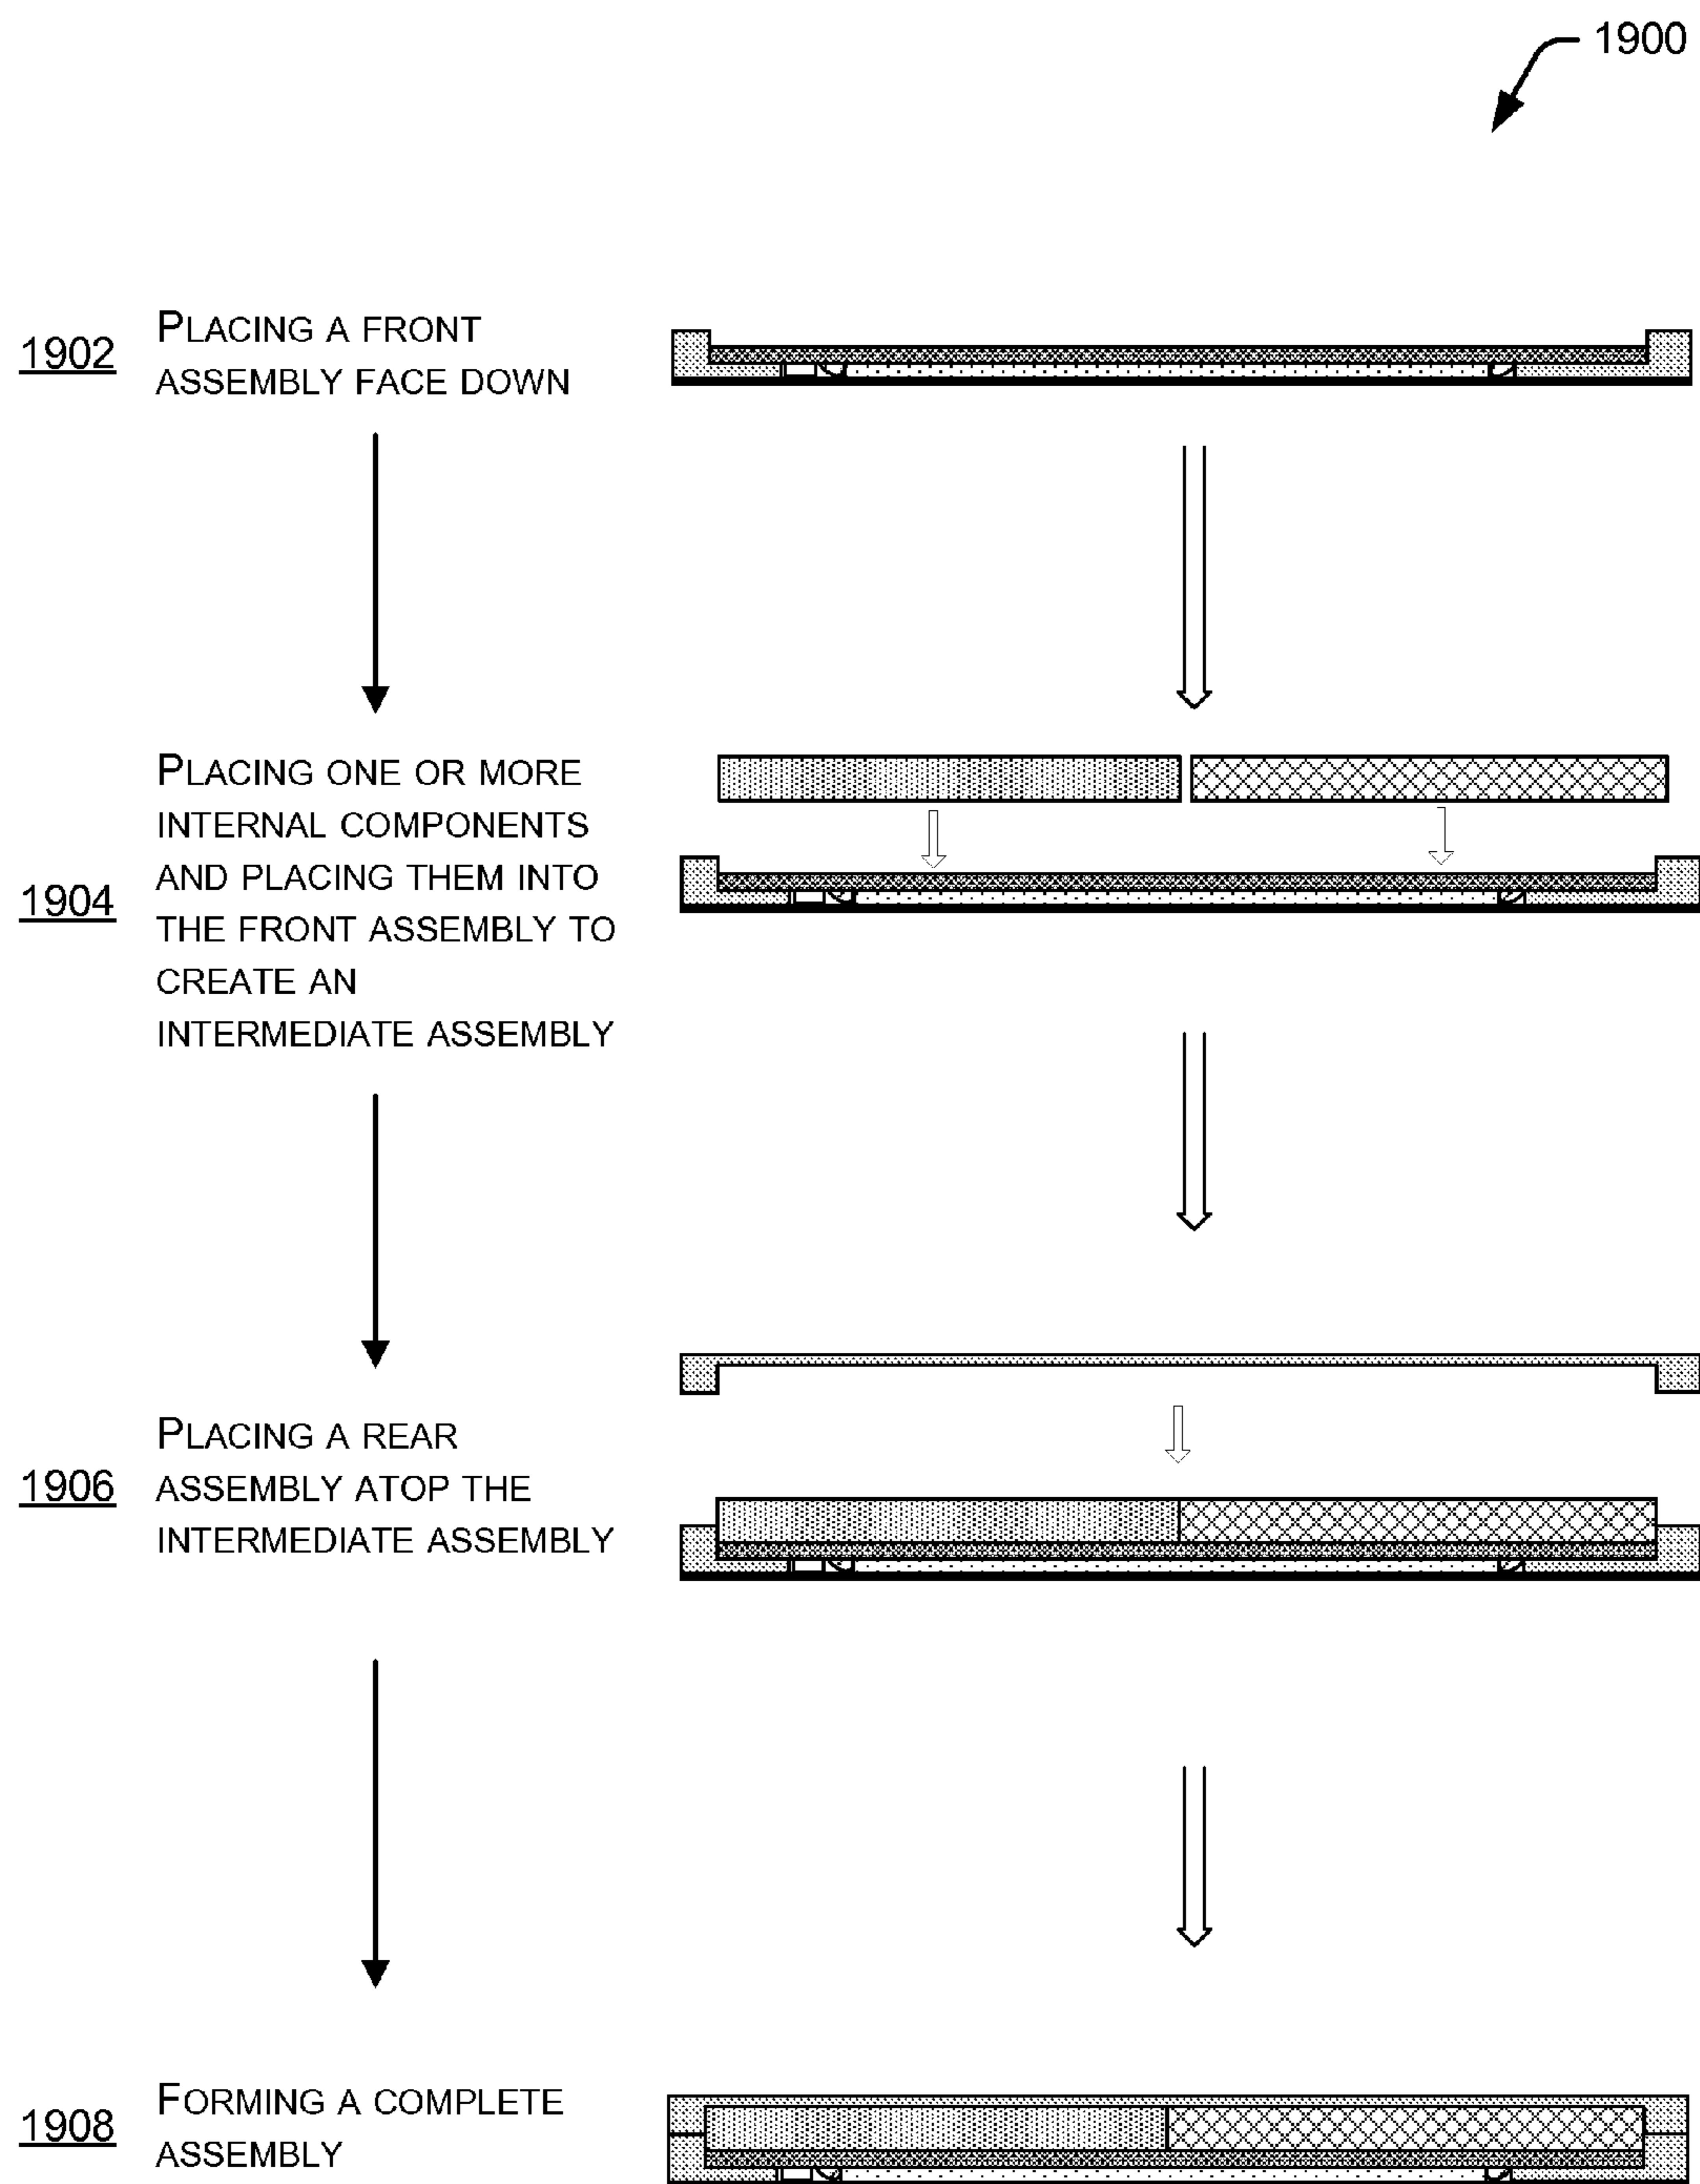 1900
1902
PLACING A FRONT
ASSEMBLY FACE DOWN
1904
PLACING ONE OR MORE
INTERNAL COMPONENTS
AND PLACING THEM INTO
THE FRONT ASSEMBLY TO
CREATE AN
INTERMEDIATE ASSEMBLY
1906
PLACING A REAR
ASSEMBLY ATOP THE
INTERMEDIATE ASSEMBLY
1908
FORMING A COMPLETE
ASSEMBLY